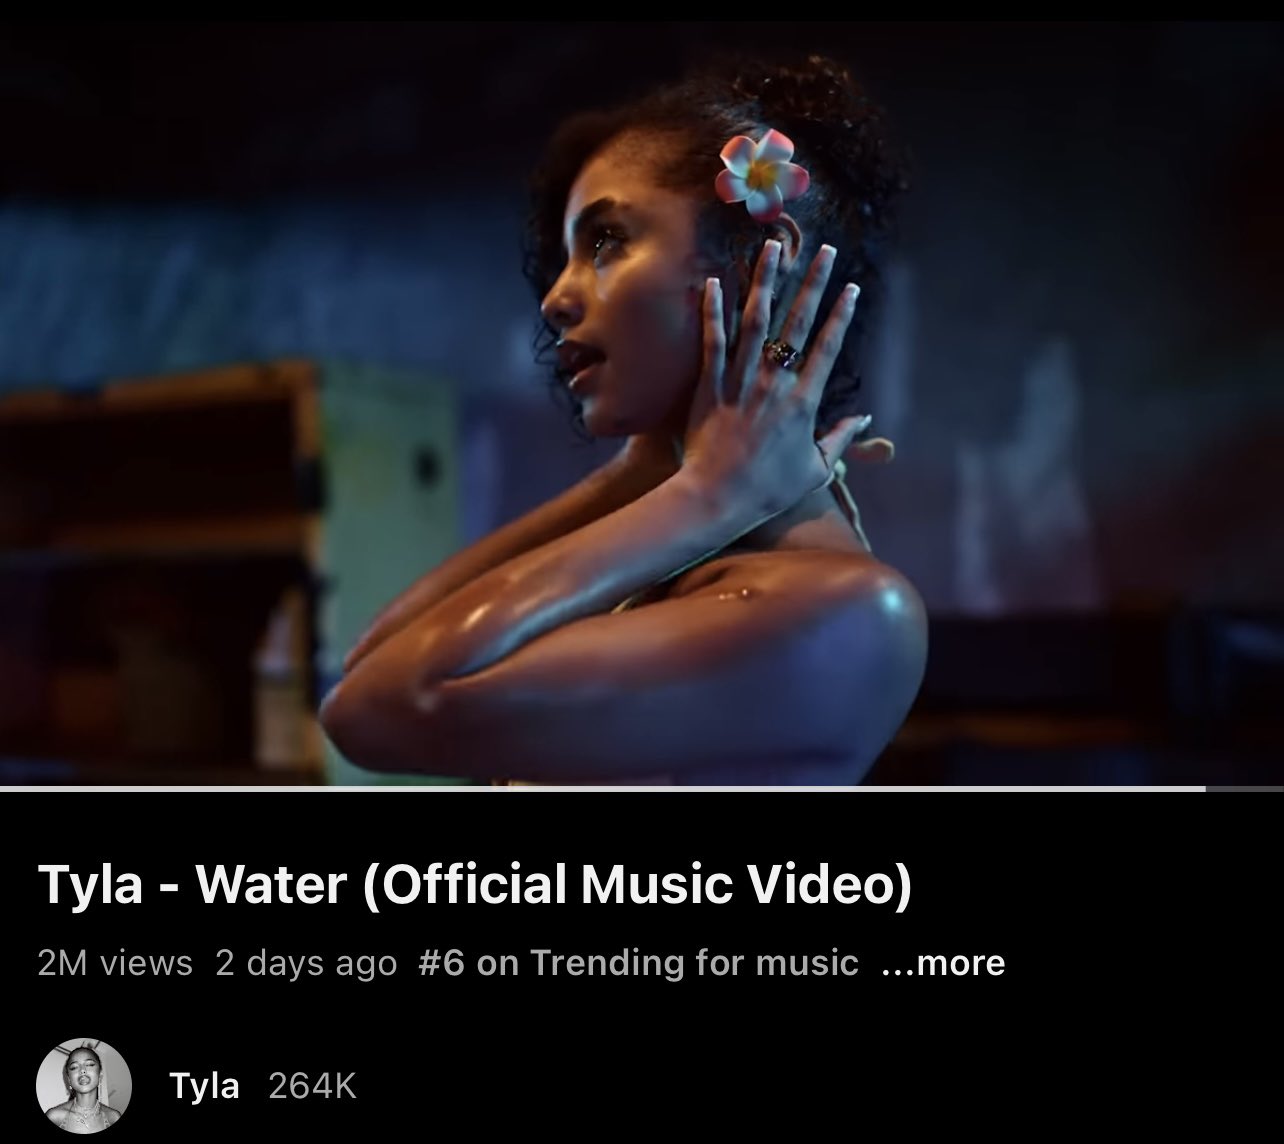 Tyla - Water (Official Music Video)
2M views 2 days ago #6 on Trending for music ...more
Tyla 264K